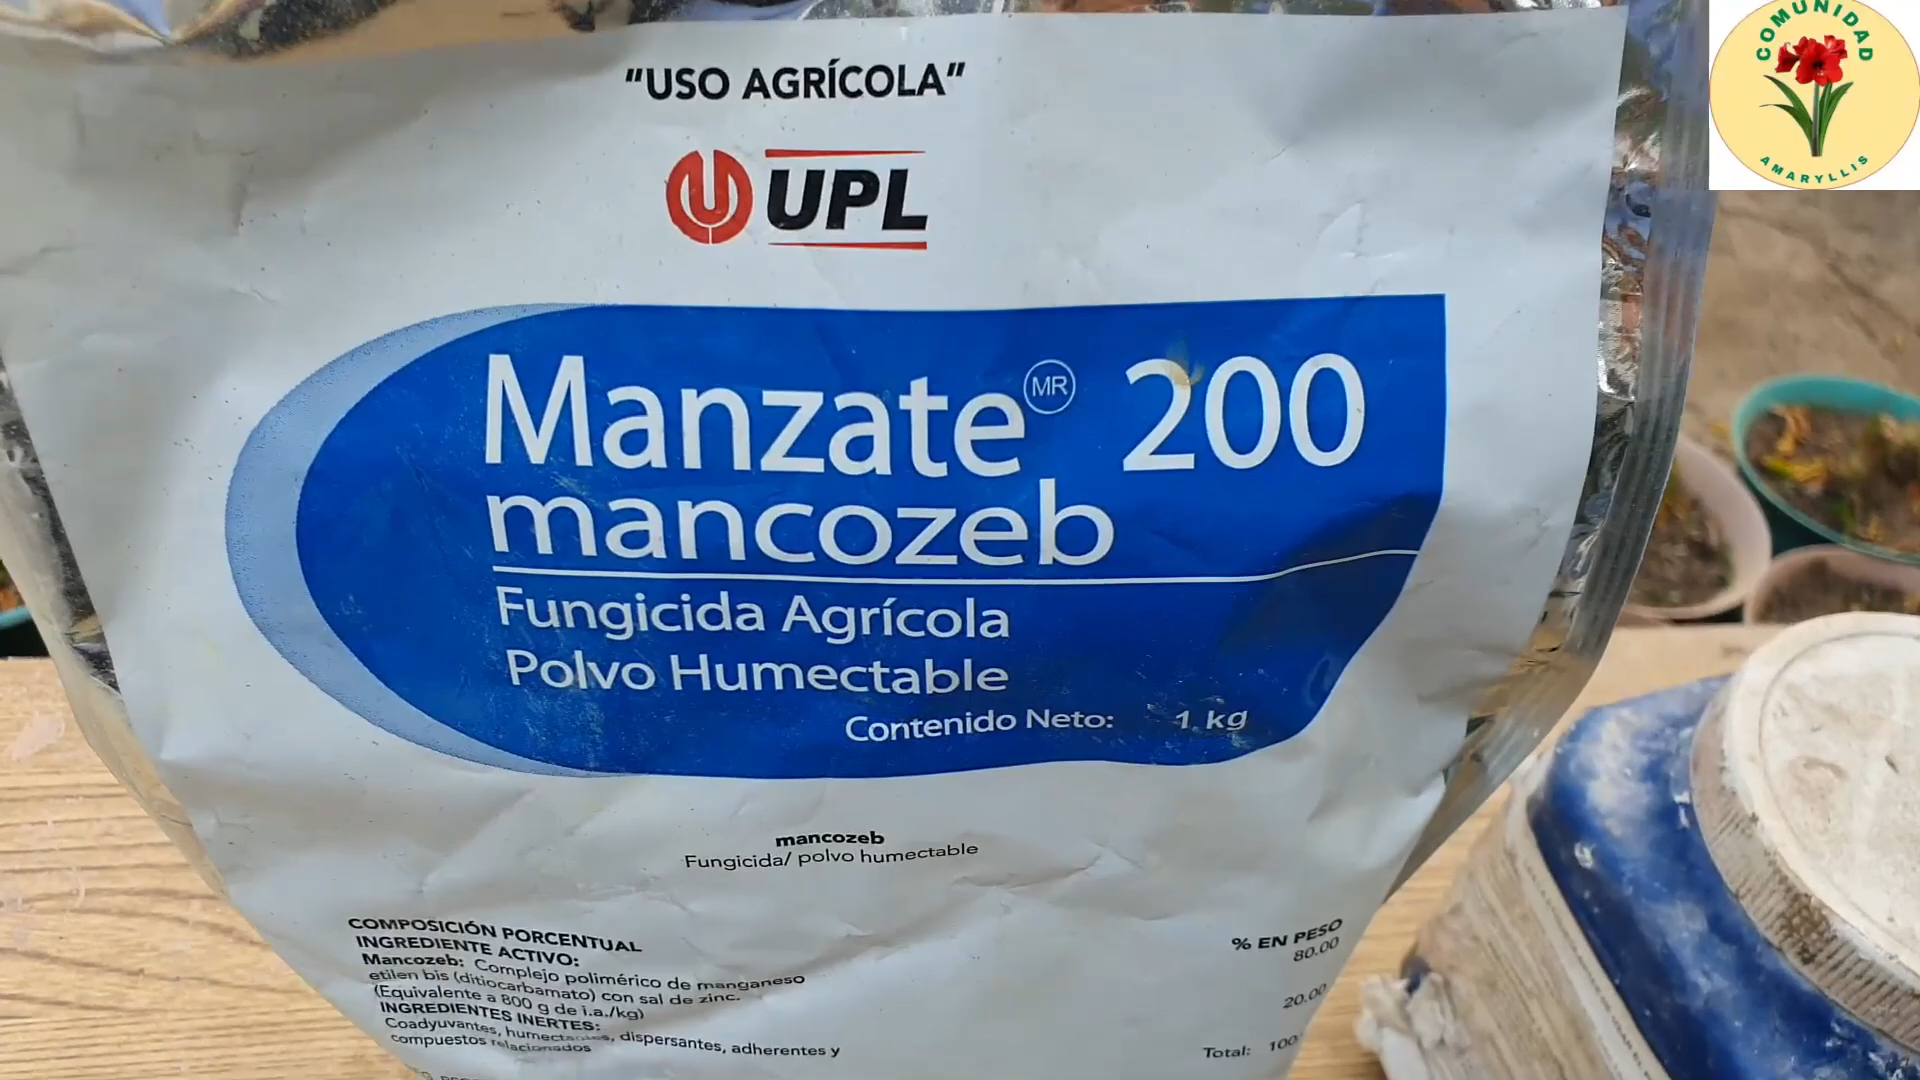 "USO AGRÍCOLA"
UPL
Manzate MR 200
mancozeb
Fungicida Agrícola
Polvo Humectable
Contenido Neto: 1 kg
mancozeb
Fungicida/ polvo humectable
COMPOSICIÓN PORCENTUAL
% EN PESO
INGREDIENTE ACTIVO:
80.00
Mancozeb: Complejo polimérico de manganeso
etilen bis (ditiocarbamato) con sal de zinc.
(Equivalente a 800 g de i.a./kg)
INGREDIENTES INERTES:
20.00
Coadyuvantes, humectantes, dispersantes, adherentes y
compuestos relacionados
Total: 100
COMUNIDAD
AMARYLLIS